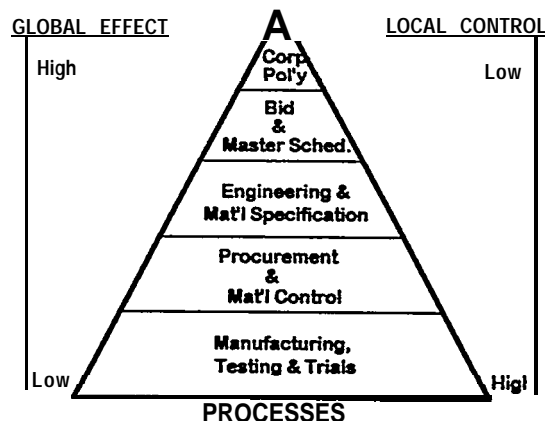 GLOBAL EFFECT
A
LOCAL CONTROL
High
Corp
Pol'y
Low
Bid
&
Master Sched.
Engineering &
Mat'l Specification
Procurement
&
Mat'l Control
Manufacturing,
Testing & Trials
Low
Higl
PROCESSES